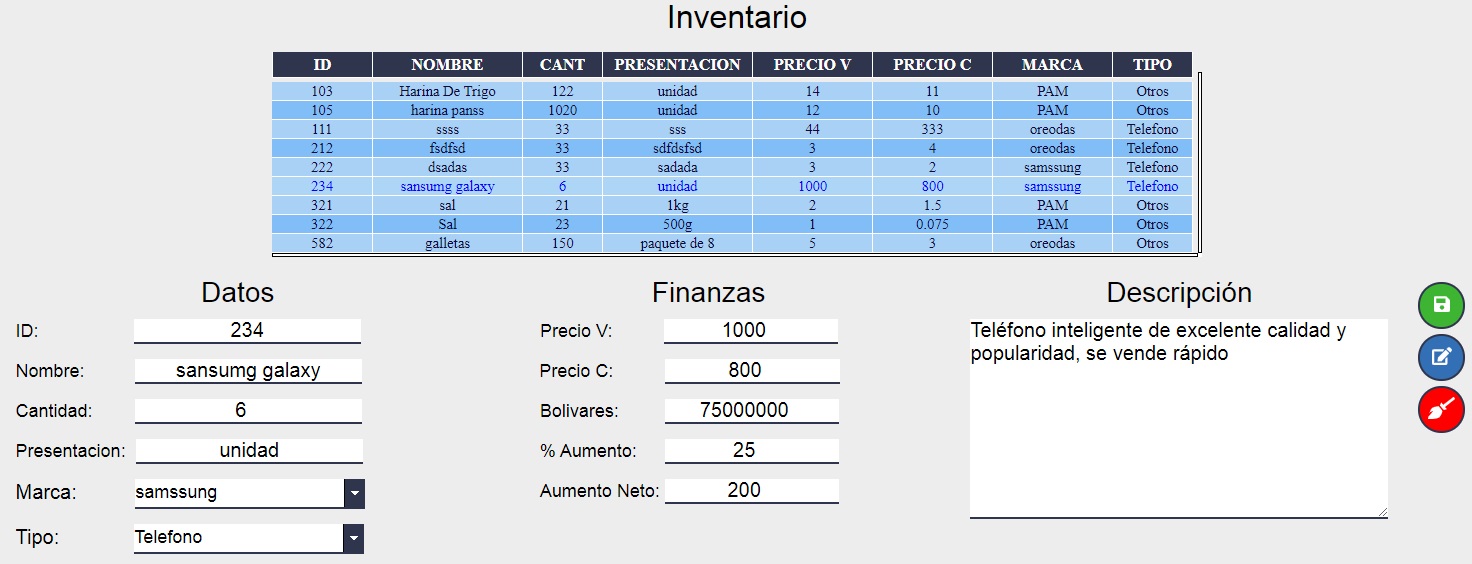 Inventario
ID NOMBRE CANT PRESENTACION PRECIO V PRECIO C MARCA TIPO
103 Harina De Trigo 122 unidad 14 11 PAM Otros
105 harina panss 1020 unidad 12 10 PAM Otros
111 ssss 33 sss 44 333 oreodas Telefono
212 fsdfsd 33 sdfdsfsd 3 4 oreodas Telefono
222 dsadas 33 sadada 3 2 samssung Telefono
234 sansumg galaxy 6 unidad 1000 800 samssung Telefono
321 sal 21 1kg 2 1.5 PAM Otros
322 Sal 23 500g 1 0.075 PAM Otros
582 galletas 150 paquete de 8 5 3 oreodas Otros
Datos
ID: 234
Nombre: sansumg galaxy
Cantidad: 6
Presentacion: unidad
Marca: samssung
Tipo: Telefono
Finanzas
Precio V: 1000
Precio C: 800
Bolivares: 75000000
% Aumento: 25
Aumento Neto: 200
Descripción
Teléfono inteligente de excelente calidad y
popularidad, se vende rápido